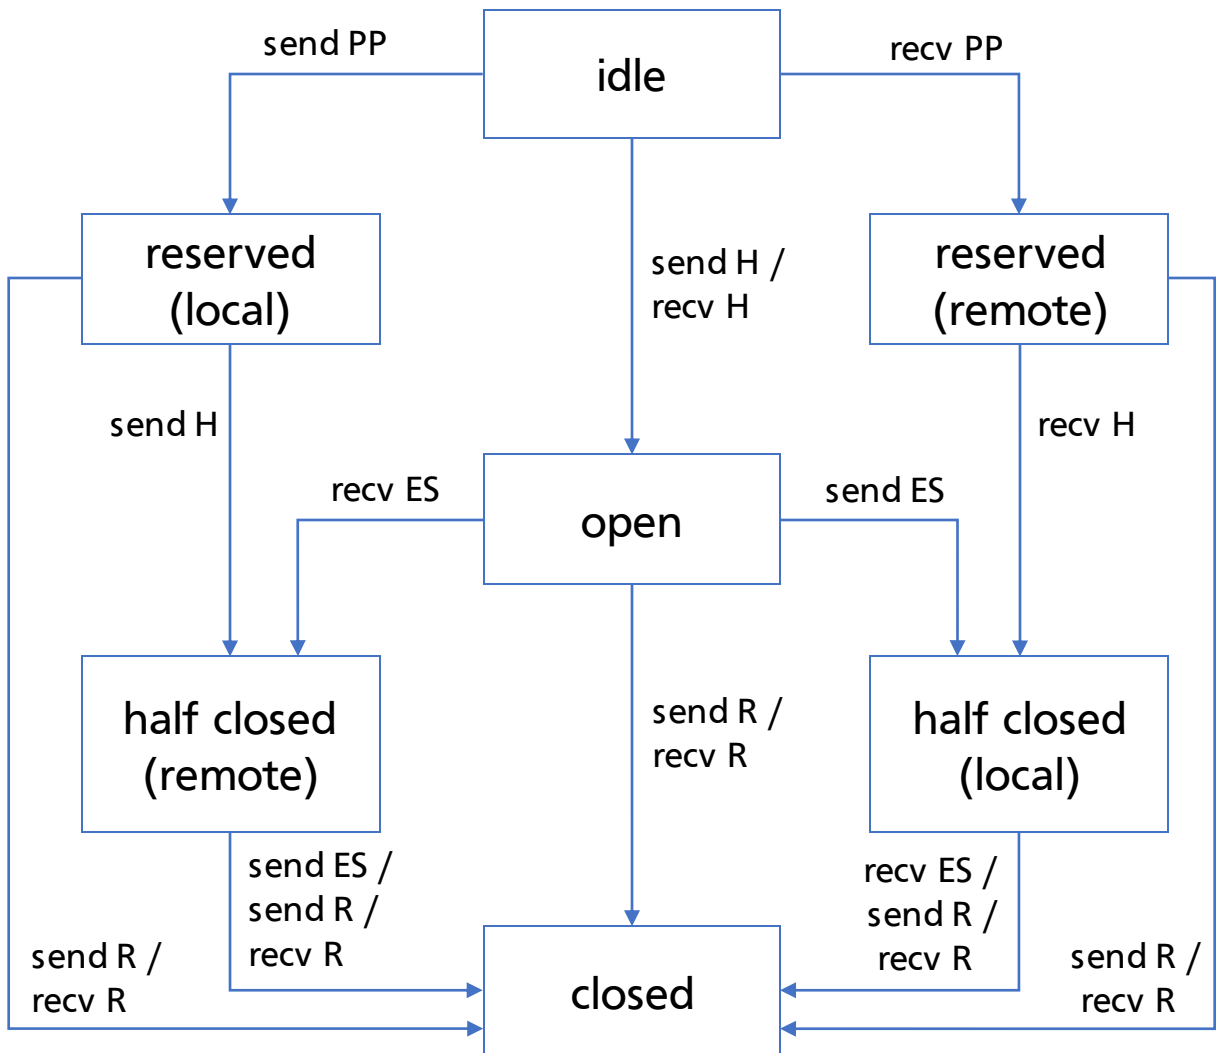 send PP
idle
recv PP
reserved
(local)
send H /
recv H
reserved
(remote)
send H
recv H
recv ES
open
send ES
half closed
(remote)
send R /
recv R
half closed
(local)
send ES /
send R /
recv R
recv ES /
send R /
recv R
send R /
recv R
closed
send R /
recv R